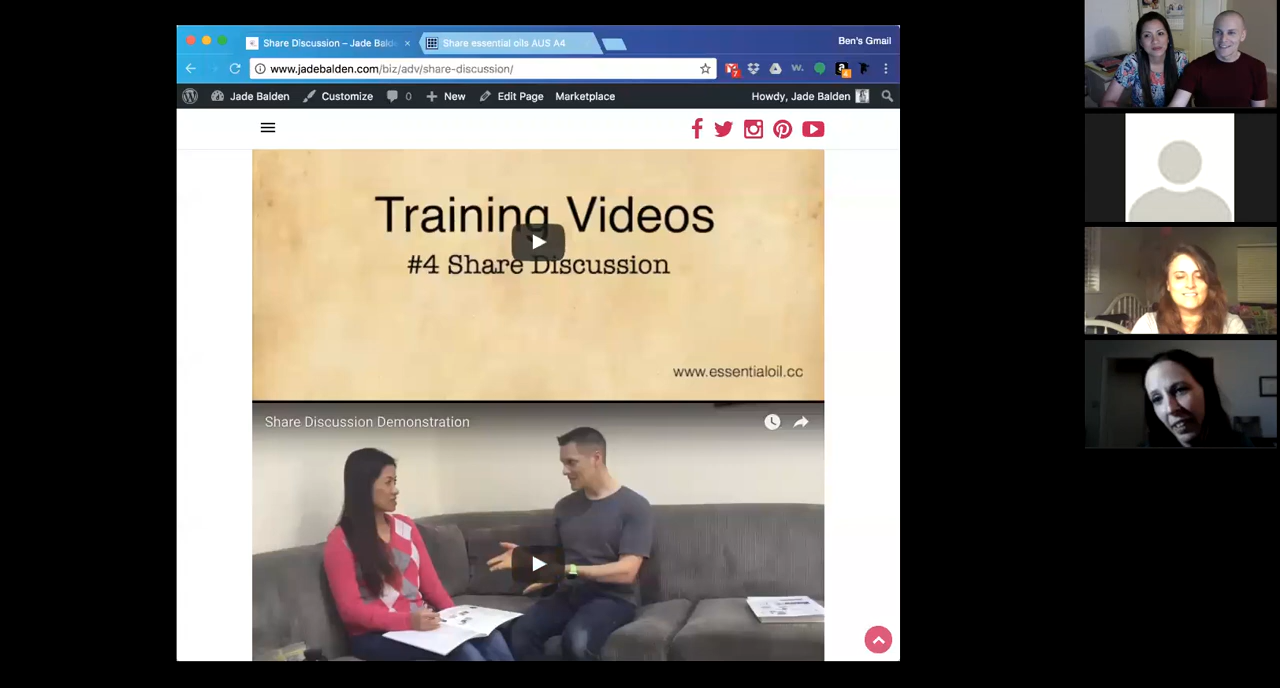 Share Discussion – Jade Bald
Share essential oils AUS A4
Ben's Gmail
www.jadebalden.com/biz/adv/share-discussion/
7
w.
a
4
Jade Balden Customize 0 New Edit Page Marketplace Howdy, Jade Balden
Training Videos
#4 Share Discussion
www.essentialoil.cc
Share Discussion Demonstration